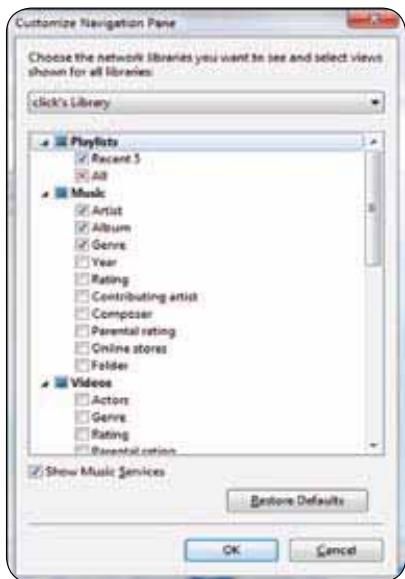 Customize Navigation Pane
Choose the network libraries you want to see and select views
shown for all libraries:
click's Library
Playlists
Recent 5
All
Music
Artist
Album
Genre
Year
Rating
Contributing artist
Composer
Parental rating
Online stores
Folder
Videos
Actors
Genre
Rating
Parental rating
Show Music Services
Restore Defaults
OK
Cancel